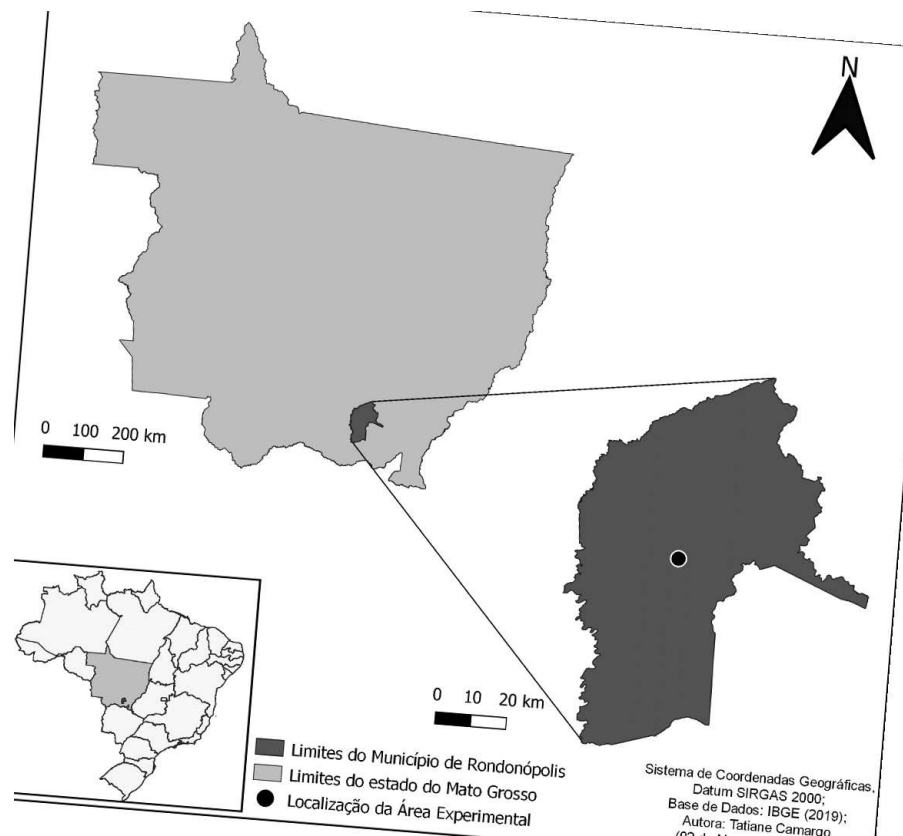 N
0 100 200 km
0 10 20 km
Limites do Município de Rondonópolis
Limites do estado do Mato Grosso
Localização da Área Experimental
Sistema de Coordenadas Geográficas,
Datum SIRGAS 2000;
Base de Dados: IBGE (2019);
Autora: Tatiane Camargo